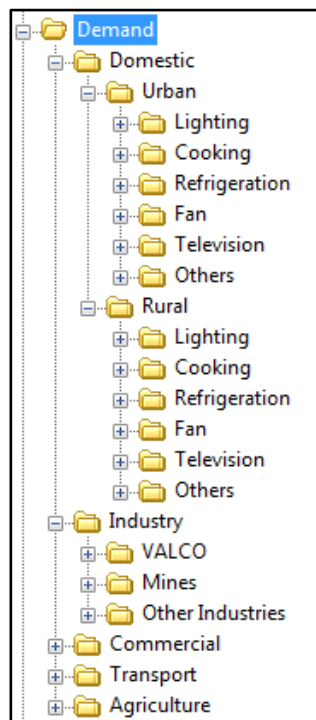 Demand
Domestic
Urban
Lighting
Cooking
Refrigeration
Fan
Television
Others
Rural
Lighting
Cooking
Refrigeration
Fan
Television
Others
Industry
VALCO
Mines
Other Industries
Commercial
Transport
Agriculture